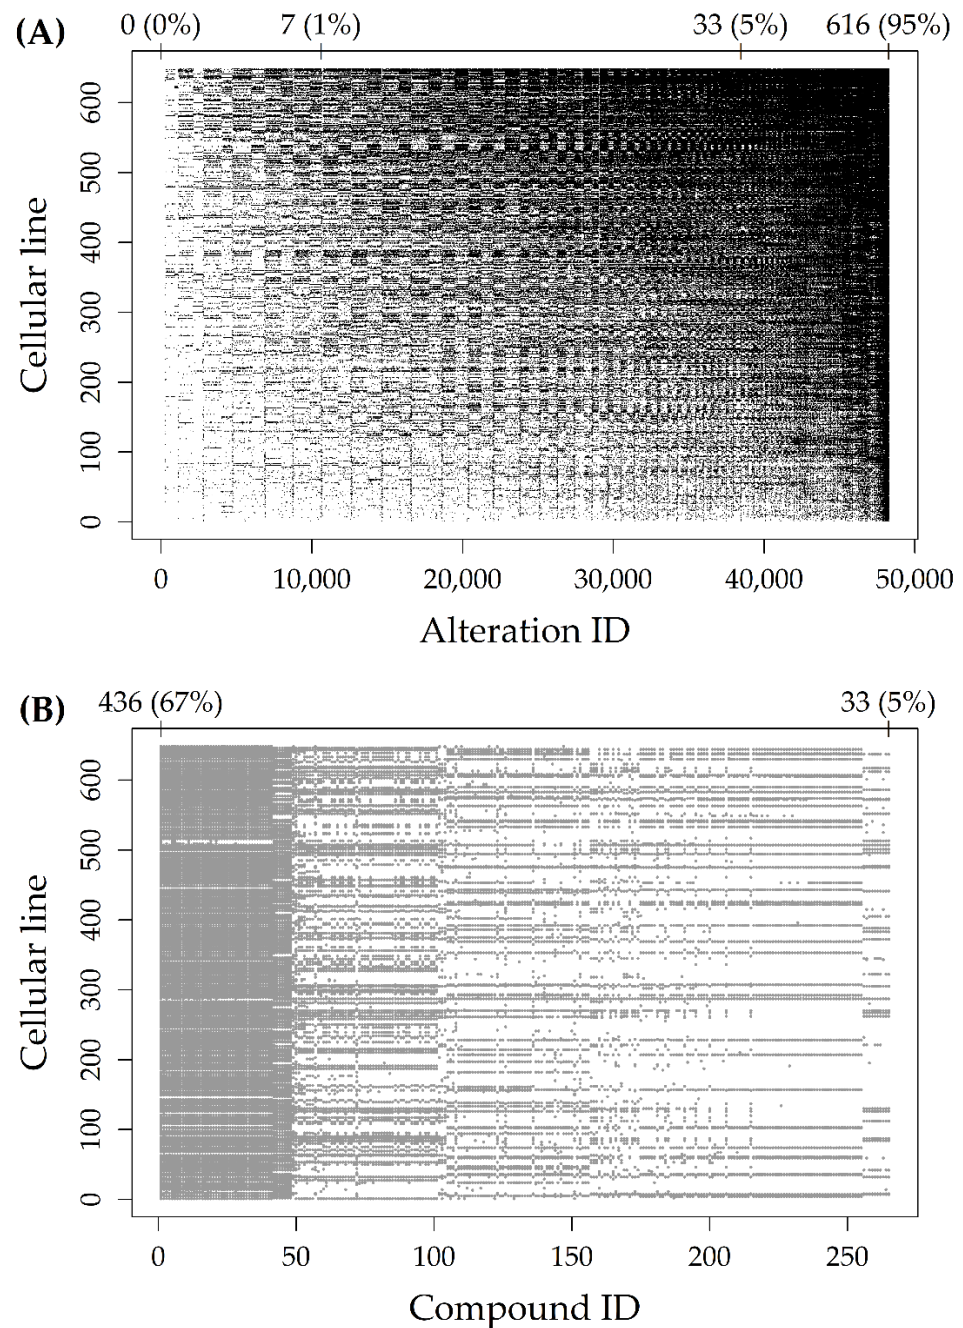 (A) 0 (0%) 7 (1%) 33 (5%) 616 (95%)
600
500
400
300
200
100
0
Cellular line
0 10,000 20,000 30,000 40,000 50,000
Alteration ID
(B) 436 (67%) 33 (5%)
600
500
400
300
200
100
0
Cellular line
0 50 100 150 200 250
Compound ID